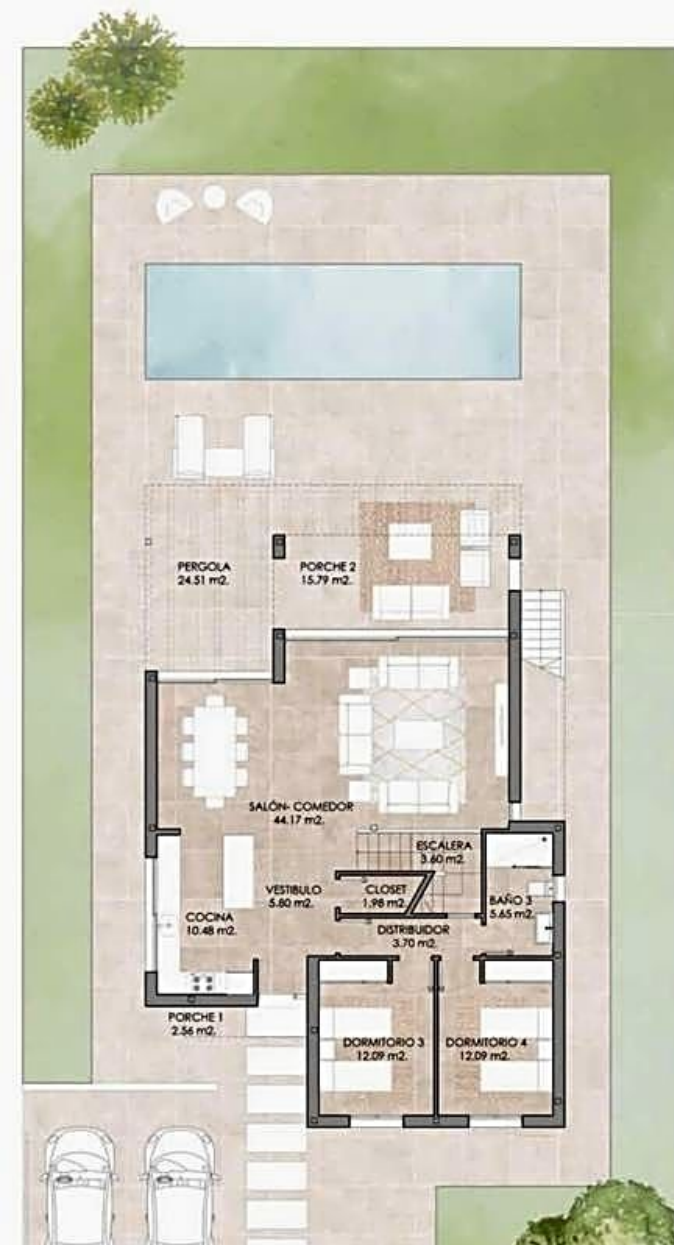 PERGOLA
24.51 m2.
PORCHE 2
15.79 m2.
SALÓN- COMEDOR
44.17 m2.
ESCALERA
3.60 m2.
VESTIBULO
5.80 m2.
CLOSET
1.98 m2.
BAÑO 3
5.65 m2.
COCINA
10.48 m2.
DISTRIBUIDOR
3.70 m2.
PORCHE 1
2.56 m2.
DORMITORIO 3
12.09 m2.
DORMITORIO 4
12.09 m2.